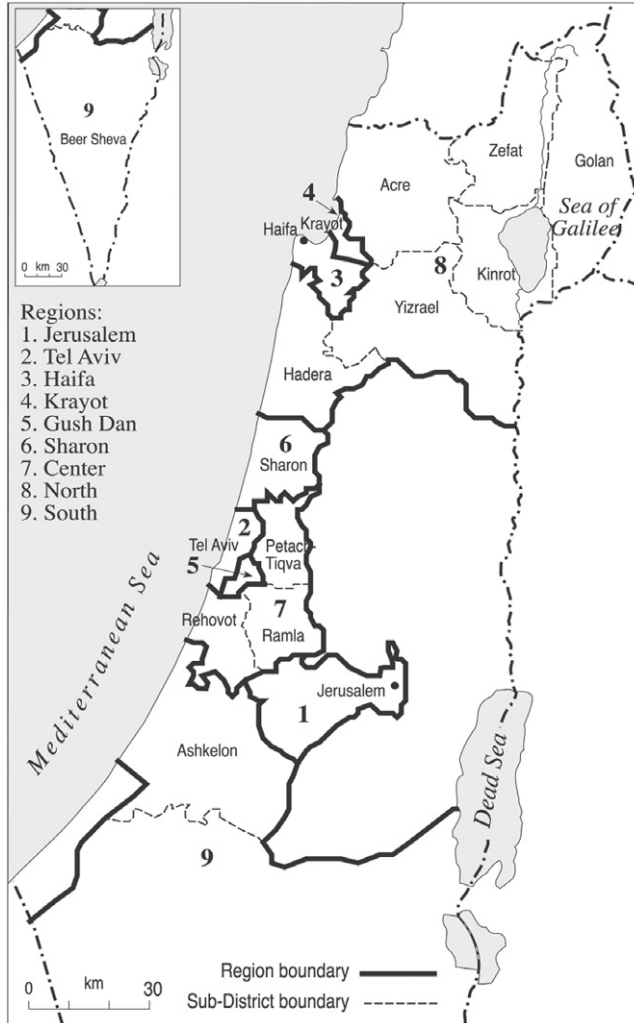 9
Beer Sheva
0 km 30
Regions:
1. Jerusalem
2. Tel Aviv
3. Haifa
4. Krayot
5. Gush Dan
6. Sharon
7. Center
8. North
9. South
Zefat
Golan
Acre
Sea of
Galilee
4
Krayot
Haifa
8
Kinrot
3
Yizrael
Hadera
6
Sharon
2
Tel Aviv
Petach
Tiqva
5
7
Rehovot
Ramla
Mediterranean Sea
Jerusalem
1
Ashkelon
Dead Sea
9
Region boundary
Sub-District boundary
km
0 30